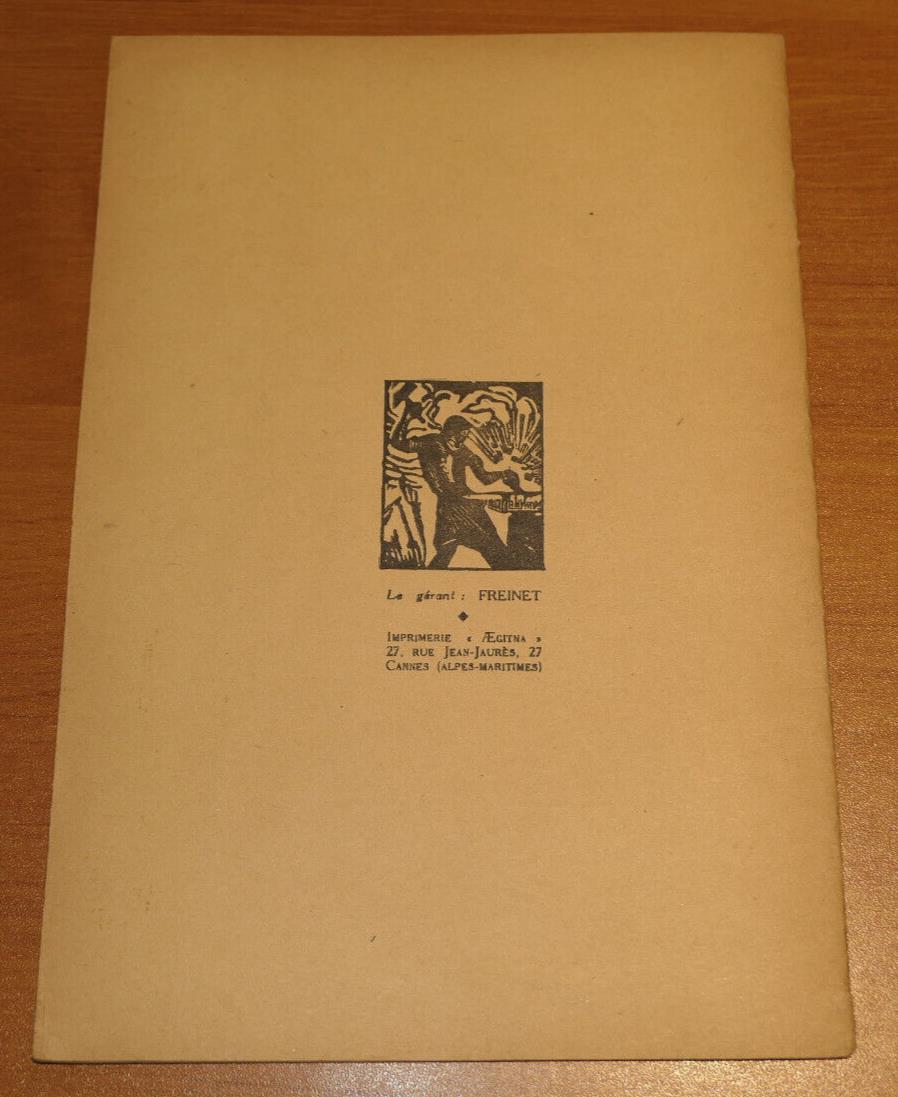 Le gérant : FREINET
IMPRIMERIE « ÆGITNA »
27, RUE JEAN-JAURÈS, 27
CANNES (ALPES-MARITIMES)